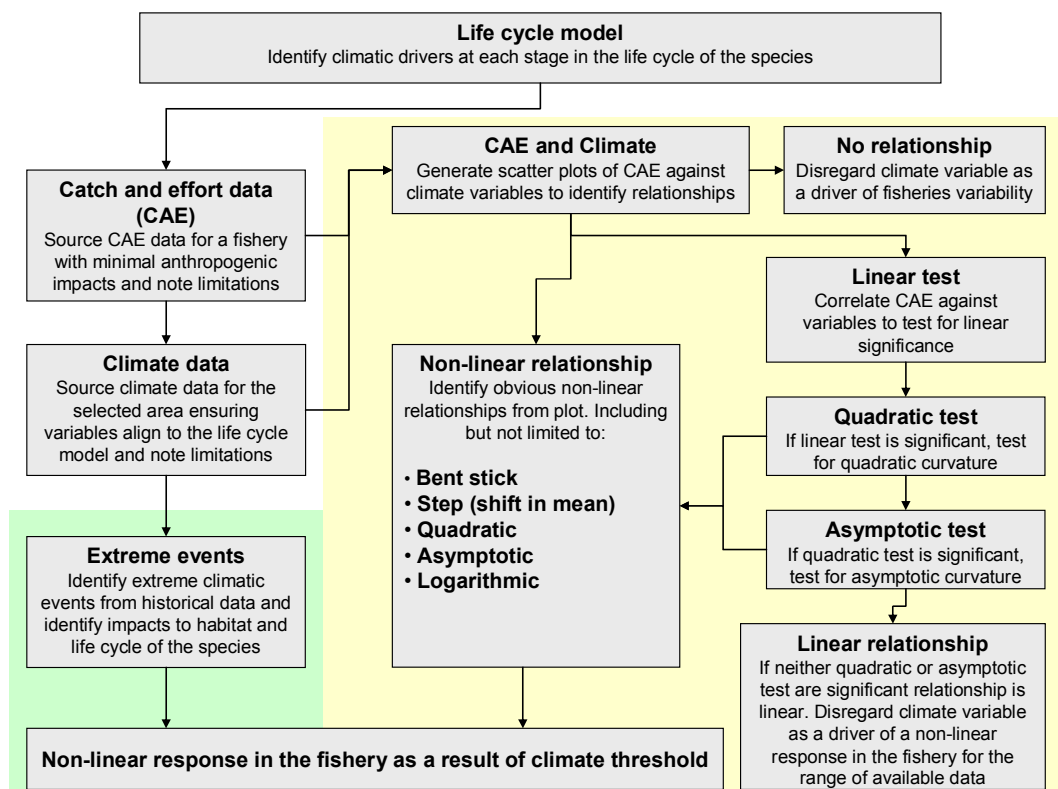 Life cycle model
Identify climatic drivers at each stage in the life cycle of the species
Catch and effort data
(CAE)
Source CAE data for a fishery
with minimal anthropogenic
impacts and note limitations
Climate data
Source climate data for the
selected area ensuring
variables align to the life cycle
model and note limitations
Extreme events
Identify extreme climatic
events from historical data and
identify impacts to habitat and
life cycle of the species
CAE and Climate
Generate scatter plots of CAE against
climate variables to identify relationships
No relationship
Disregard climate variable as
a driver of fisheries variability
Linear test
Correlate CAE against
variables to test for linear
significance
Non-linear relationship
Identify obvious non-linear
relationships from plot. Including
but not limited to:
• Bent stick
• Step (shift in mean)
• Quadratic
• Asymptotic
• Logarithmic
Quadratic test
If linear test is significant, test
for quadratic curvature
Asymptotic test
If quadratic test is significant,
test for asymptotic curvature
Linear relationship
If neither quadratic or asymptotic
test are significant relationship is
linear. Disregard climate variable
as a driver of a non-linear
response in the fishery for the
range of available data
Non-linear response in the fishery as a result of climate threshold